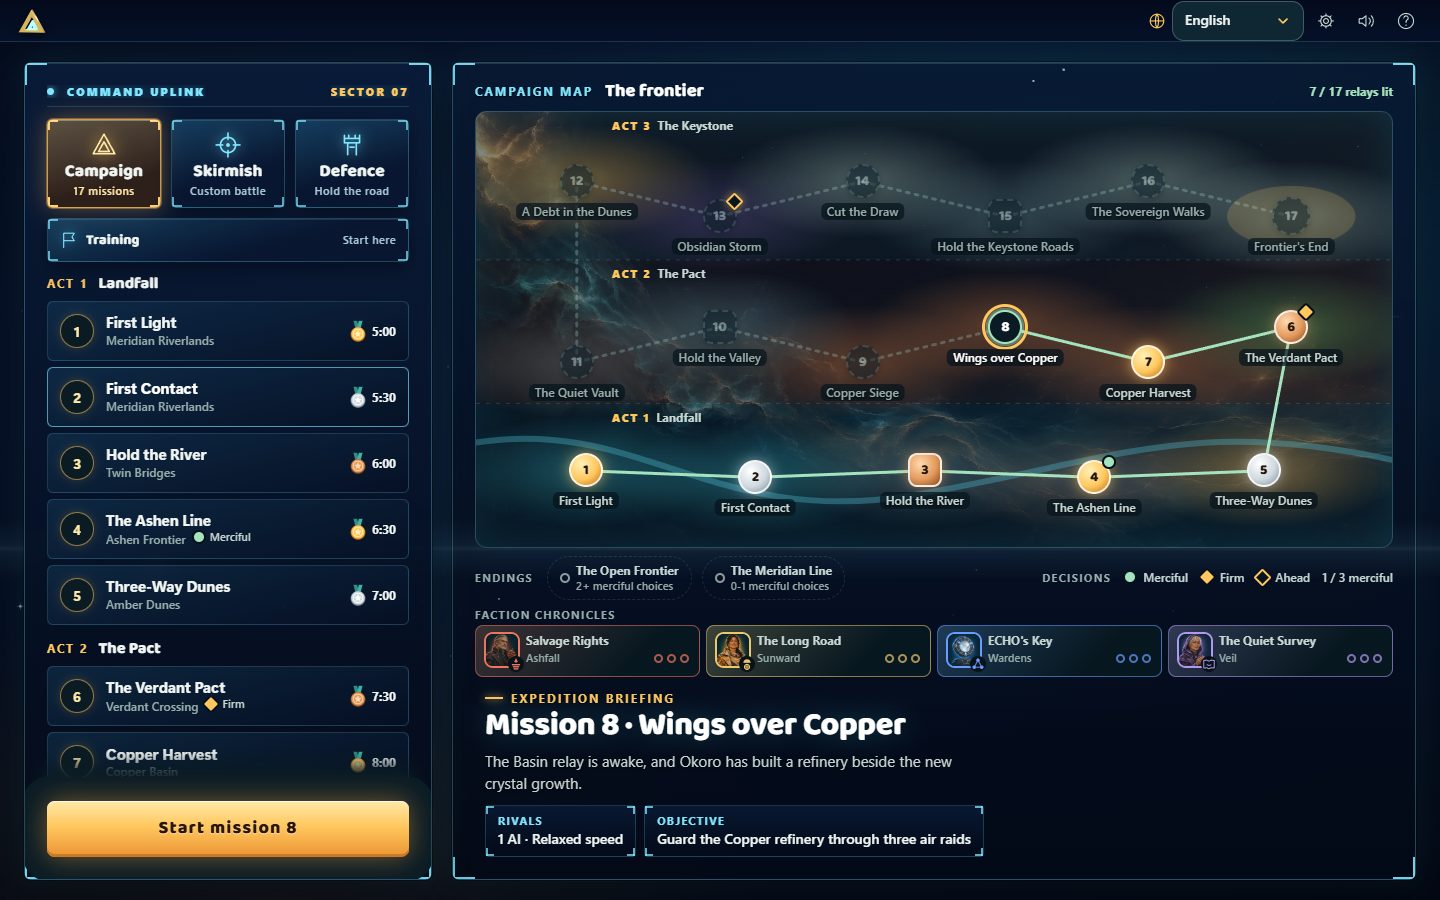 English
COMMAND UPLINK
SECTOR 07
Campaign
17 missions
Skirmish
Custom battle
Defence
Hold the road
Training
Start here
ACT 1 Landfall
1
First Light
Meridian Riverlands
5:00
2
First Contact
Meridian Riverlands
5:30
3
Hold the River
Twin Bridges
6:00
4
The Ashen Line
Ashen Frontier
Merciful
6:30
5
Three-Way Dunes
Amber Dunes
7:00
ACT 2 The Pact
6
The Verdant Pact
Verdant Crossing
Firm
7:30
7
Copper Harvest
Copper Basin
8:00
Start mission 8
CAMPAIGN MAP The frontier
7 / 17 relays lit
ACT 3 The Keystone
12
A Debt in the Dunes
13
Obsidian Storm
14
Cut the Draw
15
Hold the Keystone Roads
16
The Sovereign Walks
17
Frontier's End
ACT 2 The Pact
11
The Quiet Vault
10
Hold the Valley
9
Copper Siege
8
Wings over Copper
7
Copper Harvest
6
The Verdant Pact
ACT 1 Landfall
1
First Light
2
First Contact
3
Hold the River
4
The Ashen Line
5
Three-Way Dunes
ENDINGS
The Open Frontier
2+ merciful choices
The Meridian Line
0-1 merciful choices
DECISIONS
Merciful
Firm
Ahead
1 / 3 merciful
FACTION CHRONICLES
Salvage Rights
Ashfall
The Long Road
Sunward
ECHO's Key
Wardens
The Quiet Survey
Veil
EXPEDITION BRIEFING
Mission 8 · Wings over Copper
The Basin relay is awake, and Okoro has built a refinery beside the new
crystal growth.
RIVALS
1 AI · Relaxed speed
OBJECTIVE
Guard the Copper refinery through three air raids